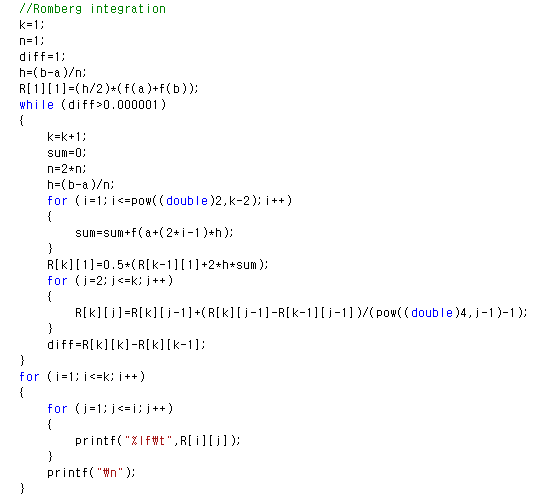 //Romberg integration
k=1;
n=1;
diff=1;
h=(b-a)/n;
R[1][1]=(h/2)*(f(a)+f(b));
while (diff>0.000001)
{
    k=k+1;
    sum=0;
    n=2*n;
    h=(b-a)/n;
    for (i=1;i<=pow((double)2,k-2);i++)
    {
        sum=sum+f(a+(2*i-1)*h);
    }
    R[k][1]=0.5*(R[k-1][1]+2*h*sum);
    for (j=2;j<=k;j++)
    {
        R[k][j]=R[k][j-1]+(R[k][j-1]-R[k-1][j-1])/(pow((double)4,j-1)-1);
    }
    diff=R[k][k]-R[k][k-1];
}
for (i=1;i<=k;i++)
{
    for (j=1;j<=i;j++)
    {
        printf("%lf₩t",R[i][j]);
    }
    printf("₩n");
}